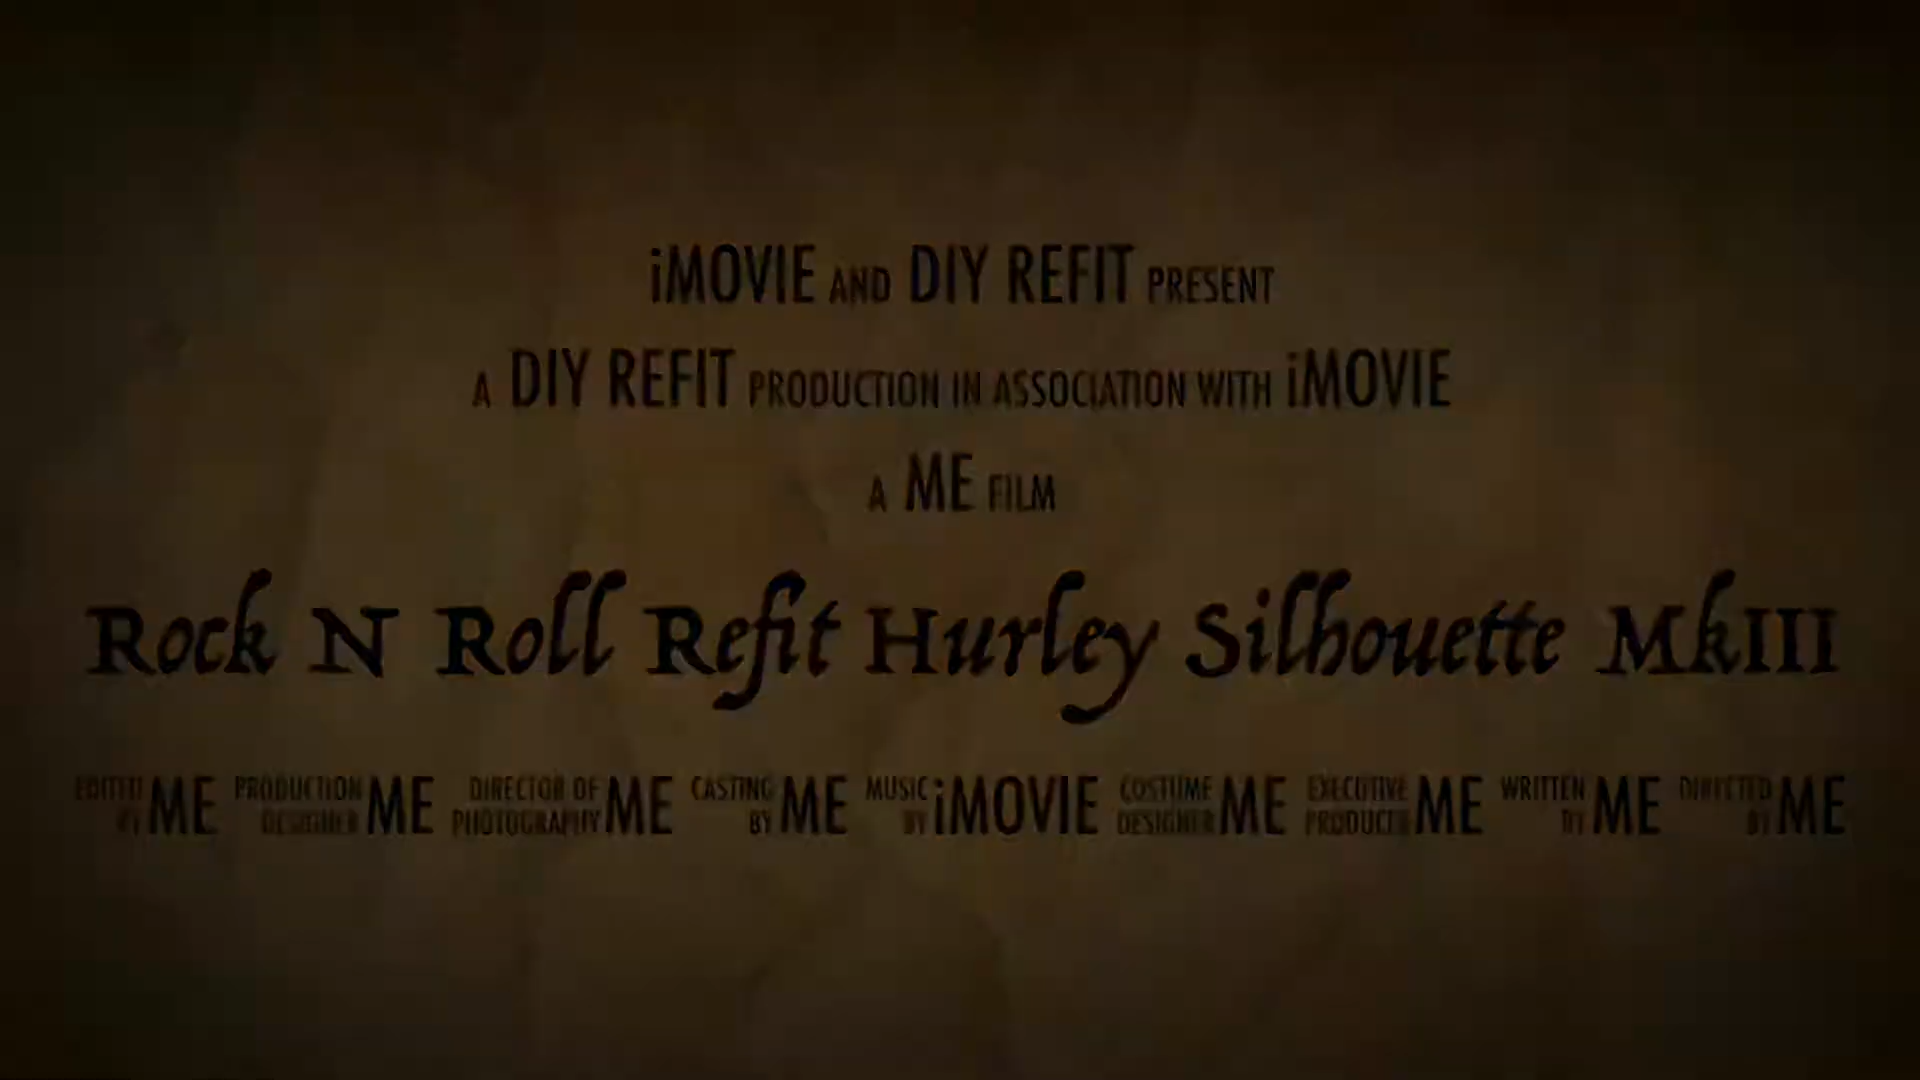 iMOVIE AND DIY REFIT PRESENT
A DIY REFIT PRODUCTION IN ASSOCIATION WITH iMOVIE
A ME FILM
Rock N Roll Refit Hurley Silhouette MkIII
EDITED BY ME PRODUCTION DESIGNER ME DIRECTOR OF PHOTOGRAPHY ME CASTING BY ME MUSIC BY iMOVIE COSTUME DESIGNER ME EXECUTIVE PRODUCER ME WRITTEN BY ME DIRECTED BY ME